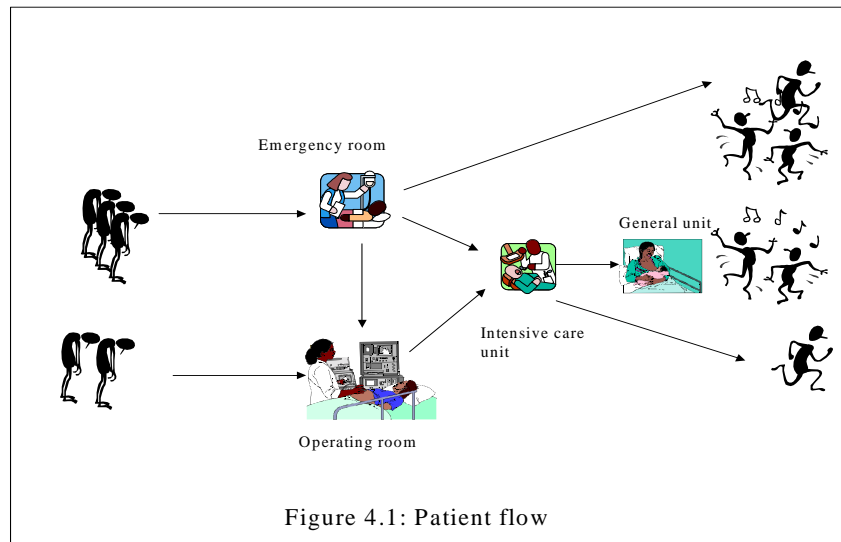 Emergency room
General unit
Intensive care
unit
Operating room
Figure 4.1: Patient flow